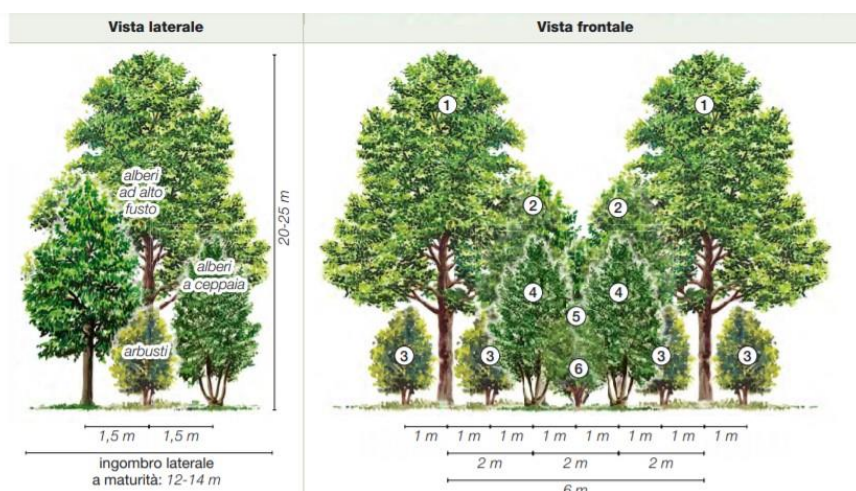 Vista laterale
Vista frontale
alberi
ad alto
fusto
alberi
a ceppaia
arbusti
20-25 m
1,5 m
1,5 m
ingombro laterale
a maturità: 12-14 m
1
1
2
2
4
4
5
3
3
6
3
3
1 m
1 m
1 m
1 m
1 m
1 m
1 m
1 m
2 m
2 m
2 m
6 m